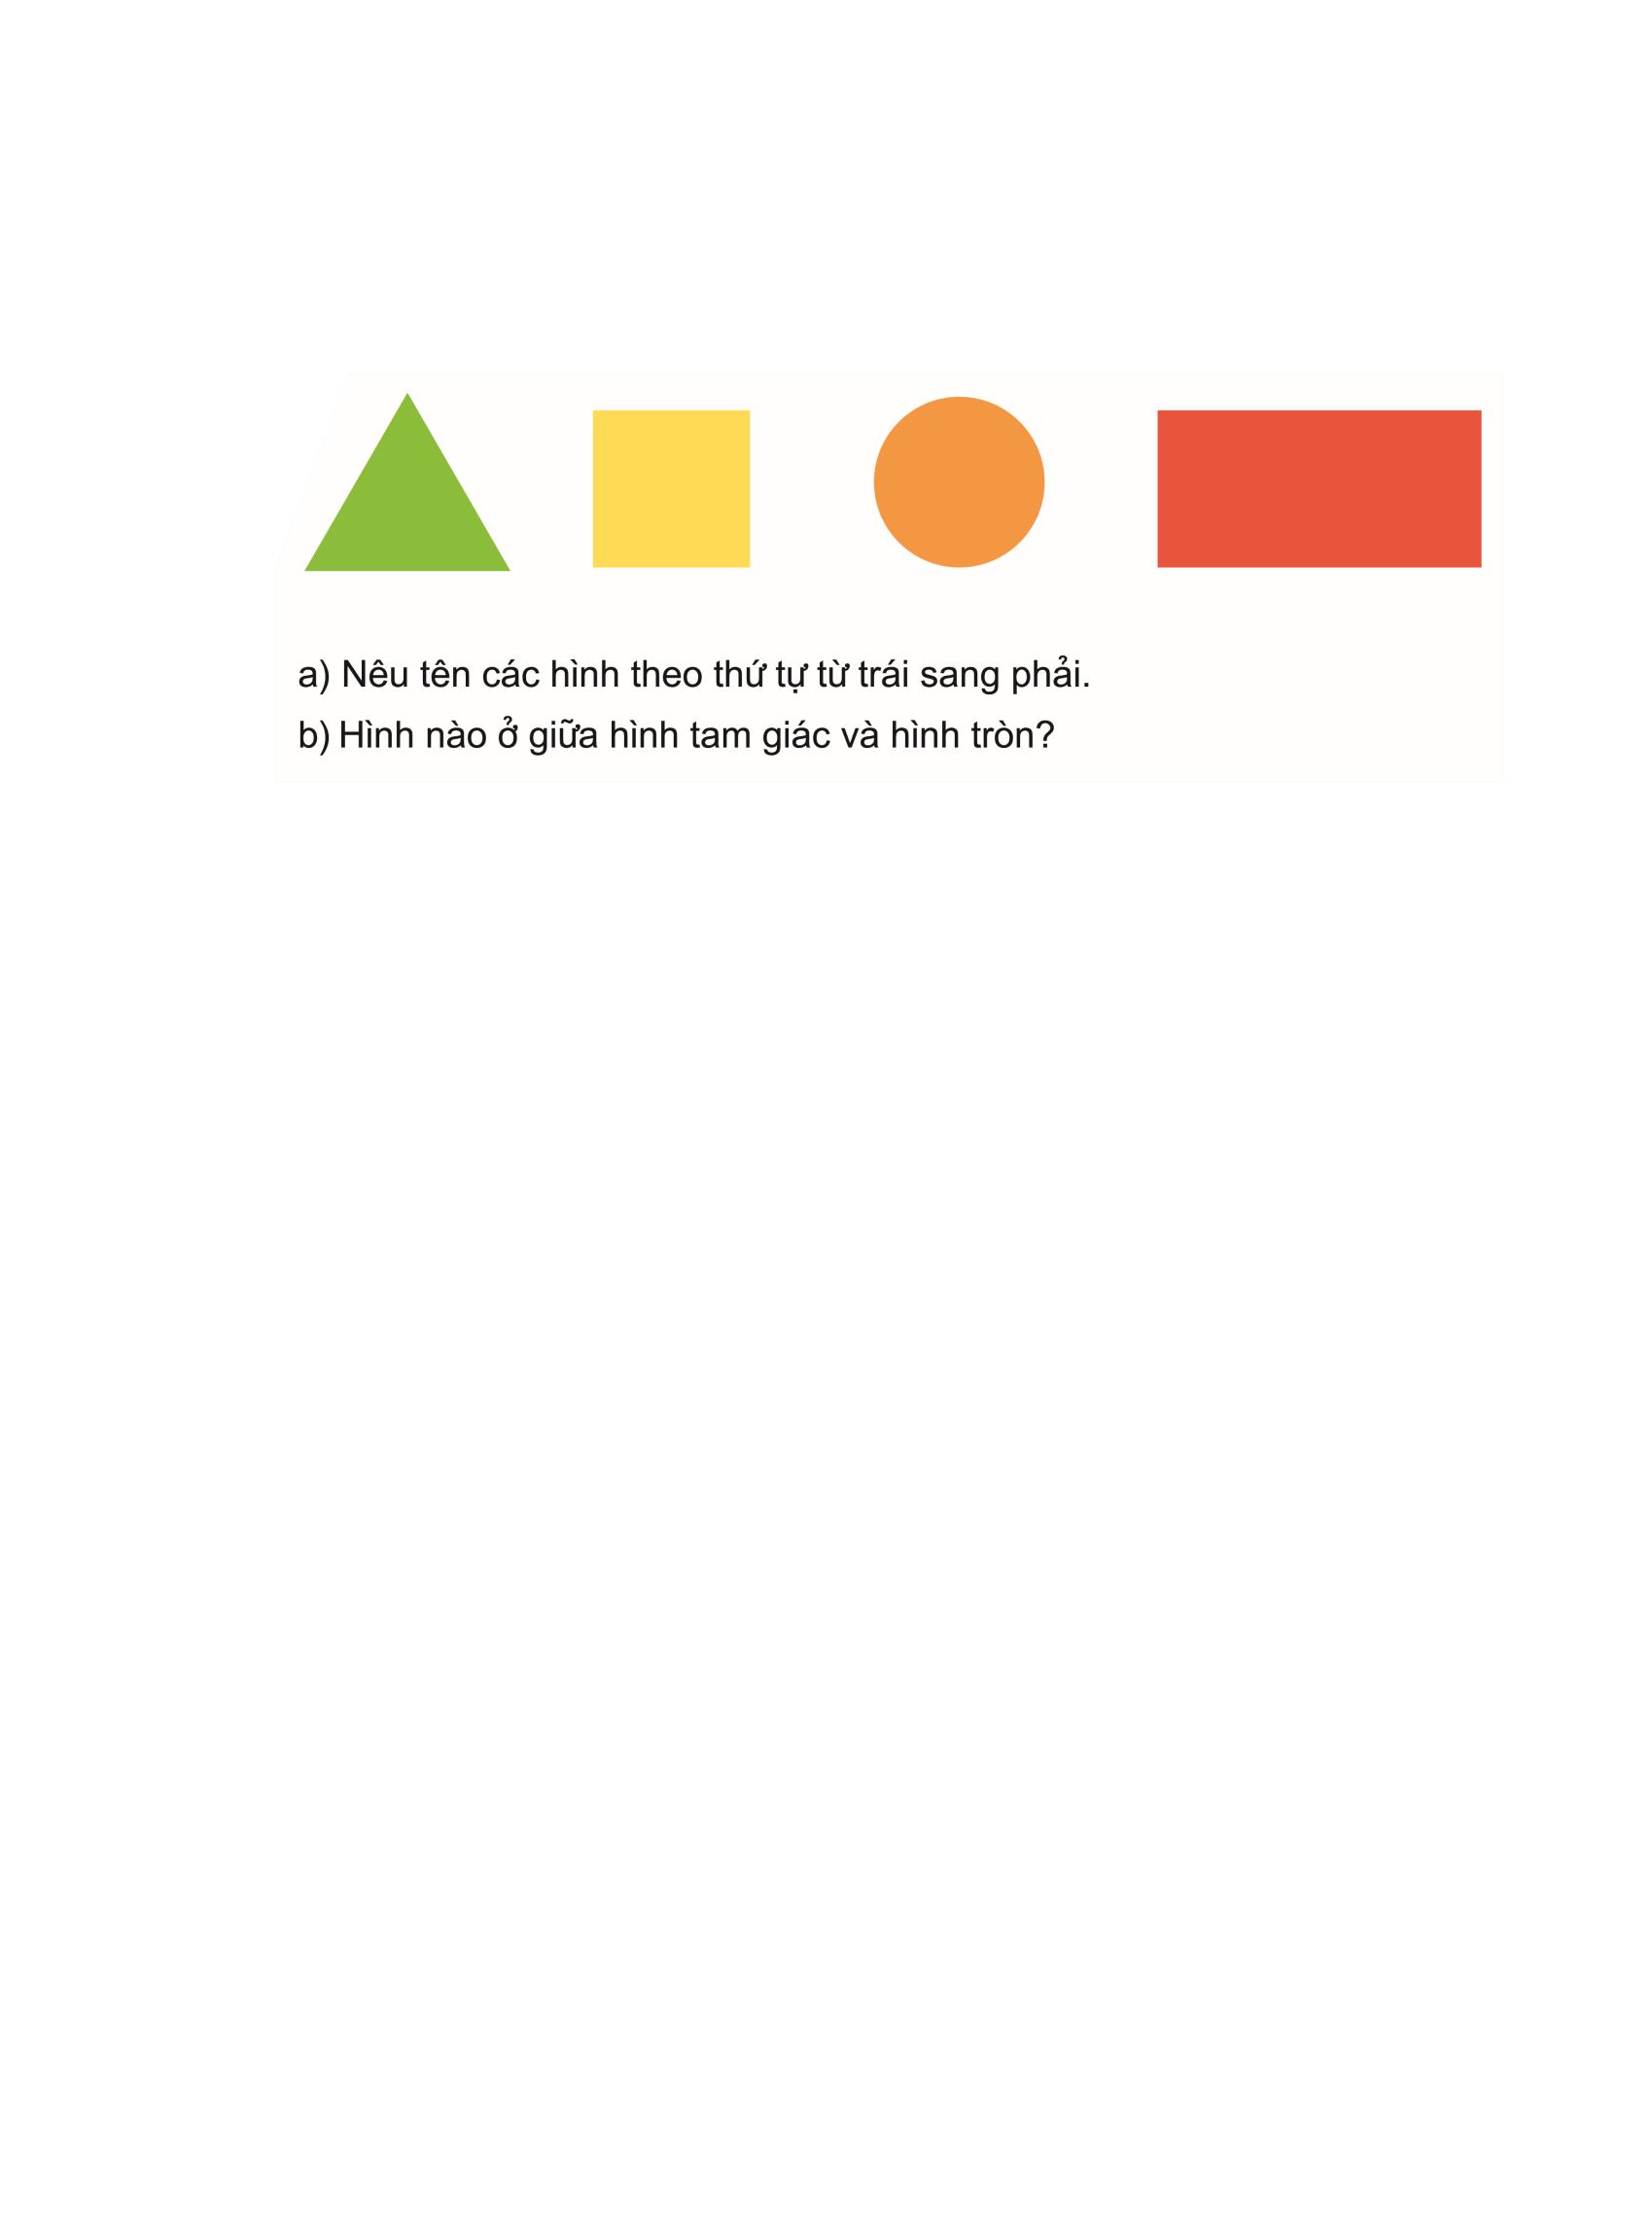 a) Nêu tên các hình theo thứ tự từ trái sang phải.
b) Hình nào ở giữa hình tam giác và hình tròn?